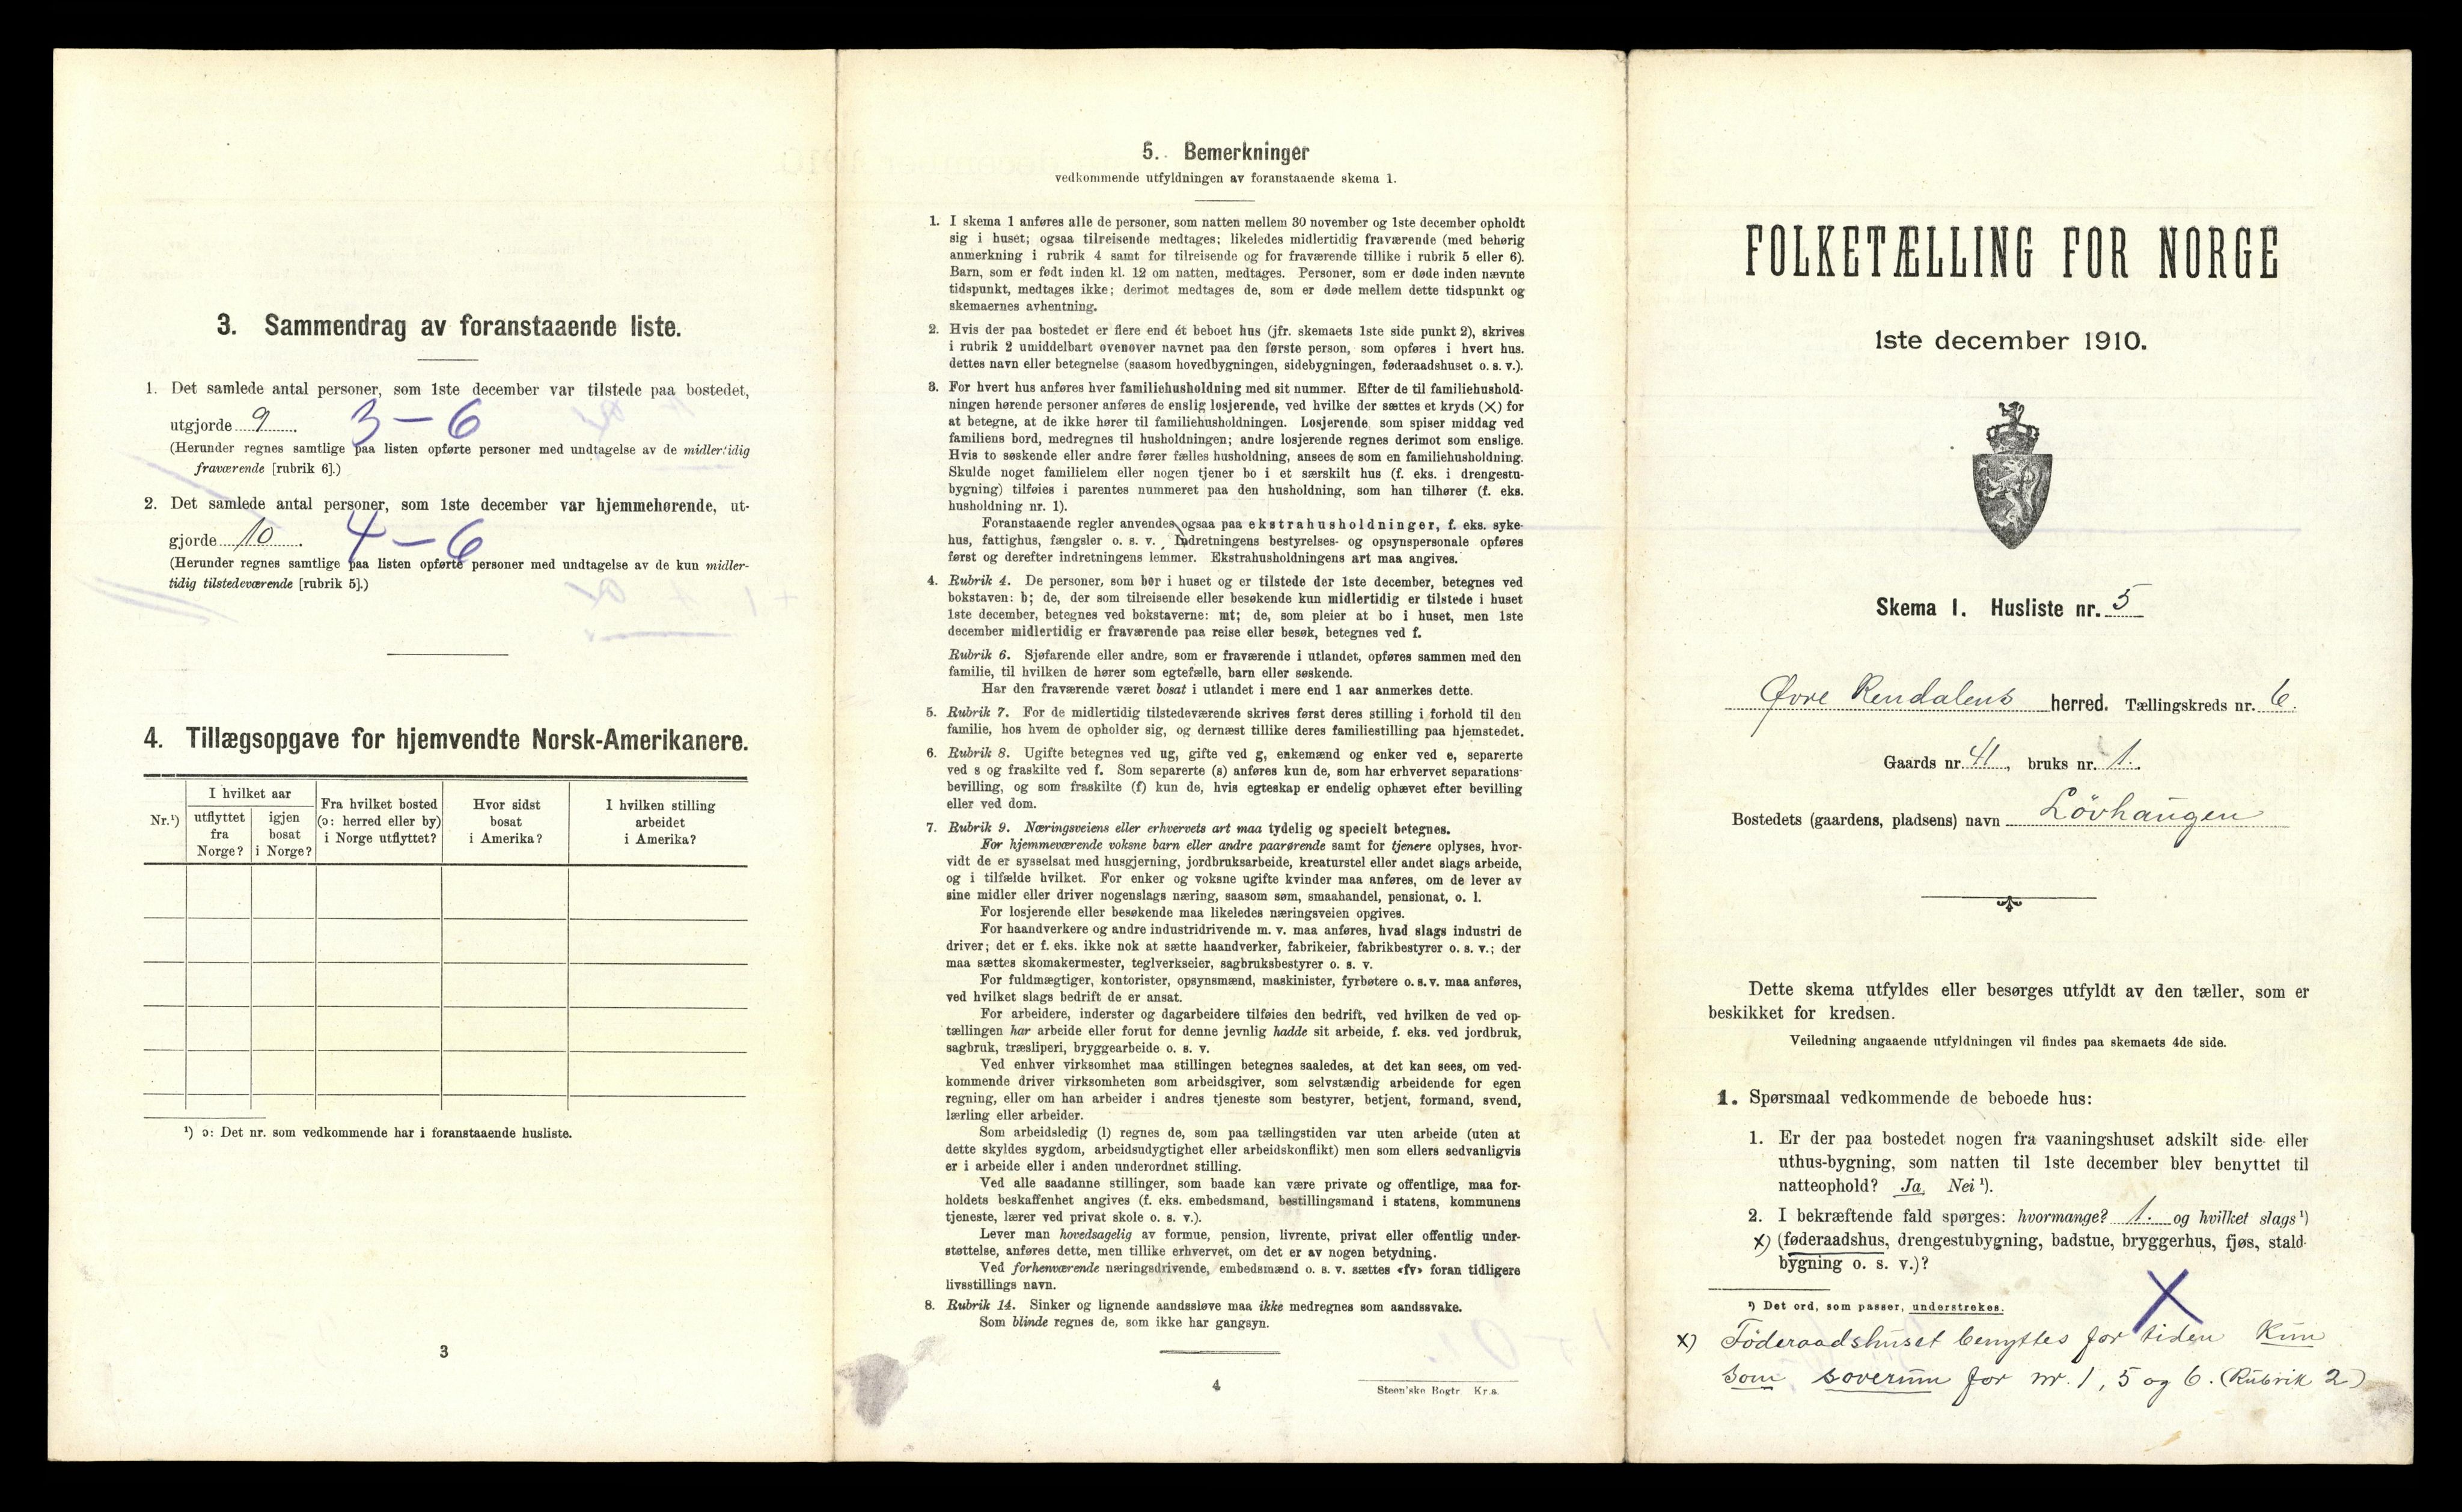 3. Sammendrag av foranstaaende liste.
1. Det samlede antal personer, som 1ste december var tilstede paa bostedet,
utgjorde 9. 3 – 6
(Herunder regnes samtlige paa listen opførte personer med undtagelse av de midlertidig
fraværende [rubrik 6].)
2. Det samlede antal personer, som 1ste december var hjemmehørende, ut-
gjorde 10. 4 – 6
(Herunder regnes samtlige paa listen opførte personer med undtagelse av de kun midler-
tidig tilstedeværende [rubrik 5].)
4. Tillægsopgave for hjemvendte Norsk-Amerikanere.
Nr.¹)
I hvilket aar
utflyttet
fra
Norge?
igjen
bosat
i Norge?
Fra hvilket bosted
(ɔ: herred eller by)
i Norge utflyttet?
Hvor sidst
bosat
i Amerika?
I hvilken stilling
arbeidet
i Amerika?
¹) ɔ: Det nr. som vedkommende har i foranstaaende husliste.
3
5. Bemerkninger
vedkommende utfyldningen av foranstaaende skema 1.
1. I skema 1 anføres alle de personer, som natten mellem 30 november og 1ste december opholdt
sig i huset; ogsaa tilreisende medtages; likeledes midlertidig fraværende (med behørig
anmerkning i rubrik 4 samt for tilreisende og for fraværende tillike i rubrik 5 eller 6).
Barn, som er født inden kl. 12 om natten, medtages. Personer, som er døde inden nævnte
tidspunkt, medtages ikke; derimot medtages de, som er døde mellem dette tidspunkt og
skemaernes avhentning.
2. Hvis der paa bostedet er flere end ét beboet hus (jfr. skemaets 1ste side punkt 2), skrives
i rubrik 2 umiddelbart ovenover navnet paa den første person, som opføres i hvert hus.
dettes navn eller betegnelse (saasom hovedbygningen, sidebygningen, føderaadshuset o. s. v.).
3. For hvert hus anføres hver familiehusholdning med sit nummer. Efter de til familiehushold-
ningen hørende personer anføres de enslig losjerende, ved hvilke der sættes et kryds (×) for
at betegne, at de ikke hører til familiehusholdningen. Losjerende som spiser middag ved
familiens bord, medregnes til husholdningen; andre losjerende regnes derimot som enslige.
Hvis to søskende eller andre fører fælles husholdning, ansees de som en familiehusholdning.
Skulde noget familielem eller nogen tjener bo i et særskilt hus (f. eks. i drengestu-
bygning) tilføies i parentes nummeret paa den husholdning, som han tilhører (f. eks.
husholdning nr. 1).
Foranstaaende regler anvendes ogsaa paa ekstrahusholdninger, f. eks. syke-
hus, fattighus, fængsler o. s. v. Indretningens bestyrelses- og opsynspersonale opføres
først og derefter indretningens lemmer. Ekstrahusholdningens art maa angives.
4. Rubrik 4. De personer, som bor i huset og er tilstede der 1ste december, betegnes ved
bokstaven: b; de, der som tilreisende eller besøkende kun midlertidig er tilstede i huset
1ste december, betegnes ved bokstaverne: mt; de, som pleier at bo i huset, men 1ste
december midlertidig er fraværende paa reise eller besøk, betegnes ved f.
Rubrik 6. Sjøfarende eller andre, som er fraværende i utlandet, opføres sammen med den
familie, til hvilken de hører som egtefælle, barn eller søskende.
Har den fraværende været bosat i utlandet i mere end 1 aar anmerkes dette.
5. Rubrik 7. For de midlertidig tilstedeværende skrives først deres stilling i forhold til den
familie, hos hvem de opholder sig, og dernæst tillike deres familiestilling paa hjemstedet.
6. Rubrik 8. Ugifte betegnes ved ug, gifte ved g, enkemænd og enker ved e, separerte
ved s og fraskilte ved f. Som separerte (s) anføres kun de, som har erhvervet separations-
bevilling, og som fraskilte (f) kun de, hvis egteskap er endelig ophævet efter bevilling
eller ved dom.
7. Rubrik 9. Næringsveiens eller erhvervets art maa tydelig og specielt betegnes.
For hjemmeværende voksne barn eller andre paarørende samt for tjenere oplyses, hvor-
vidt de er sysselsat med husgjerning, jordbruksarbeide, kreaturstel eller andet slags arbeide,
og i tilfælde hvilket. For enker og voksne ugifte kvinder maa anføres, om de lever av
sine midler eller driver nogenslags næring, saasom søm, smaahandel, pensionat, o. l.
For losjerende eller besøkende maa likeledes næringsveien opgives.
For haandverkere og andre industridrivende m. v. maa anføres, hvad slags industri de
driver; det er f. eks. ikke nok at sætte haandverker, fabrikeier, fabrikbestyrer o. s. v.; der
maa sættes skomakermester, teglverkseier, sagbruksbestyrer o. s. v.
For fuldmægtiger, kontorister, opsynsmænd, maskinister, fyrbøtere o. s. v. maa anføres,
ved hvilket slags bedrift de er ansat.
For arbeidere, inderster og dagarbeidere tilføies den bedrift, ved hvilken de ved op-
tællingen har arbeide eller forut for denne jevnlig hadde sit arbeide, f. eks. ved jordbruk,
sagbruk, træsliperi, bryggearbeide o. s. v.
Ved enhver virksomhet maa stillingen betegnes saaledes, at det kan sees, om ved-
kommende driver virksomheten som arbeidsgiver, som selvstændig arbeidende for egen
regning, eller om han arbeider i andres tjeneste som bestyrer, betjent, formand, svend,
lærling eller arbeider.
Som arbeidsledig (l) regnes de, som paa tællingstiden var uten arbeide (uten at
dette skyldes sygdom, arbeidsudygtighet eller arbeidskonflikt) men som ellers sedvanligvis
er i arbeide eller i anden underordnet stilling.
Ved alle saadanne stillinger, som baade kan være private og offentlige, maa for-
holdets beskaffenhet angives (f. eks. embedsmand, bestillingsmand i statens, kommunens
tjeneste, lærer ved privat skole o. s. v.).
Lever man hovedsagelig av formue, pension, livrente, privat eller offentlig under-
støttelse, anføres dette, men tillike erhvervet, om det er av nogen betydning.
Ved forhenværende næringsdrivende, embedsmænd o. s. v. sættes «fv» foran tidligere
livsstillings navn.
8. Rubrik 14. Sinker og lignende aandssløve maa ikke medregnes som aandssvake.
Som blinde regnes de, som ikke har gangsyn.
4
Steen'ske Bogtr. Kr.a.
FOLKETÆLLING FOR NORGE
1ste december 1910.
Skema 1. Husliste nr. 5
Øvre Rendalens herred. Tællingskreds nr. 6.
Gaards nr. 41, bruks nr. 1.
Bostedets (gaardens, pladsens) navn Lövhaugen
Dette skema utfyldes eller besørges utfyldt av den tæller, som er
beskikket for kredsen.
Veiledning angaaende utfyldningen vil findes paa skemaets 4de side.
1. Spørsmaal vedkommende de beboede hus:
1. Er der paa bostedet nogen fra vaaningshuset adskilt side- eller
uthus-bygning, som natten til 1ste december blev benyttet til
natteophold? Ja. Nei ¹).
2. I bekræftende fald spørges: hvormange? 1. og hvilket slags ¹)
×) (føderaadshus, drengestubygning, badstue, bryggerhus, fjøs, stald-
bygning o. s. v.)?
¹) Det ord, som passer, understrekes.
×) Föderaadshuset benyttes for tiden kun
som soverum for nr. 1, 5 og 6. (Rubrik 2)